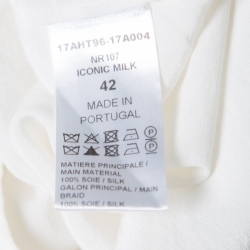 17AHT96-17A004
NR107
ICONIC MILK
42
MADE IN
PORTUGAL
MATIERE PRINCIPALE /
MAIN MATERIAL
100% SOIE / SILK
GALON PRINCIPAL / MAIN
BRAID
100% SOIE / SILK